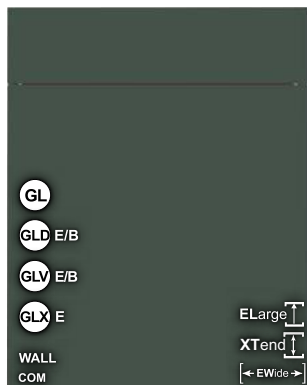 GL
GLD E/B
GLV E/B
GLX E
ELarge
XTend
WALL
EWide
COM